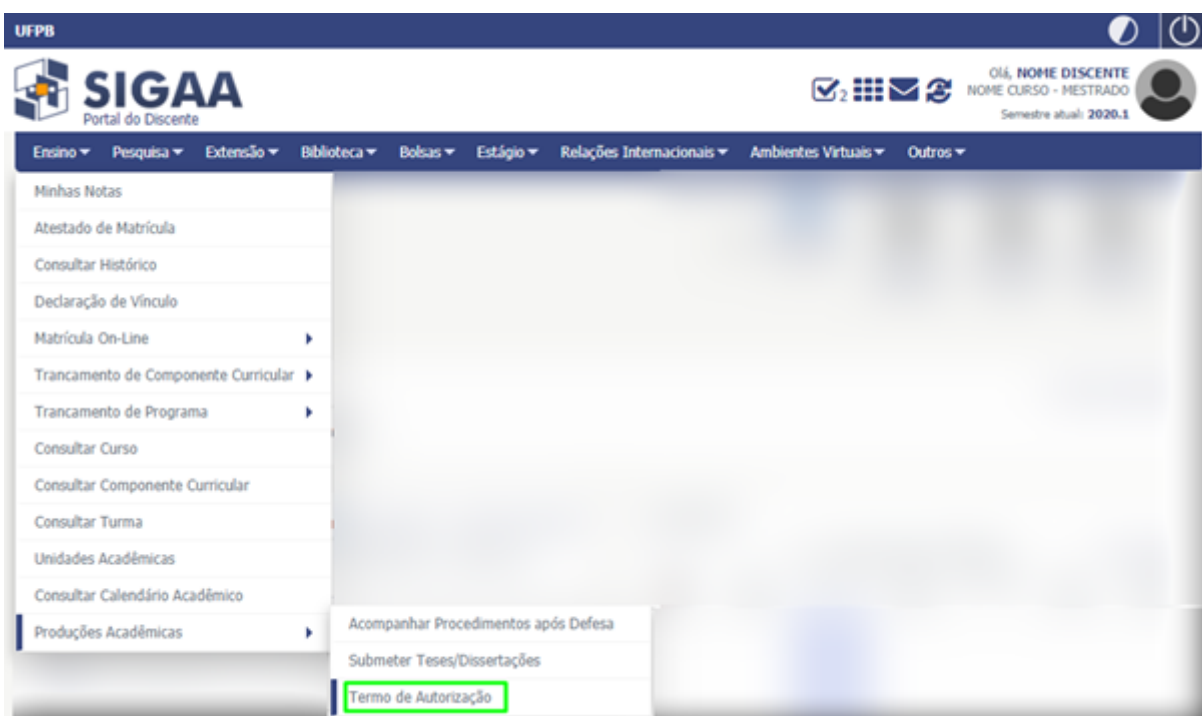 UFPB
SIGAA
Portal do Discente
2
Olá, NOME DISCENTE
NOME CURSO - MESTRADO
Semestre atual: 2020.1
Ensino Pesquisa Extensão Biblioteca Bolsas Estágio Relações Internacionais Ambientes Virtuais Outros
Minhas Notas
Atestado de Matrícula
Consultar Histórico
Declaração de Vínculo
Matrícula On-Line
Trancamento de Componente Curricular
Trancamento de Programa
Consultar Curso
Consultar Componente Curricular
Consultar Turma
Unidades Acadêmicas
Consultar Calendário Acadêmico
Produções Acadêmicas
Acompanhar Procedimentos após Defesa
Submeter Teses/Dissertações
Termo de Autorização